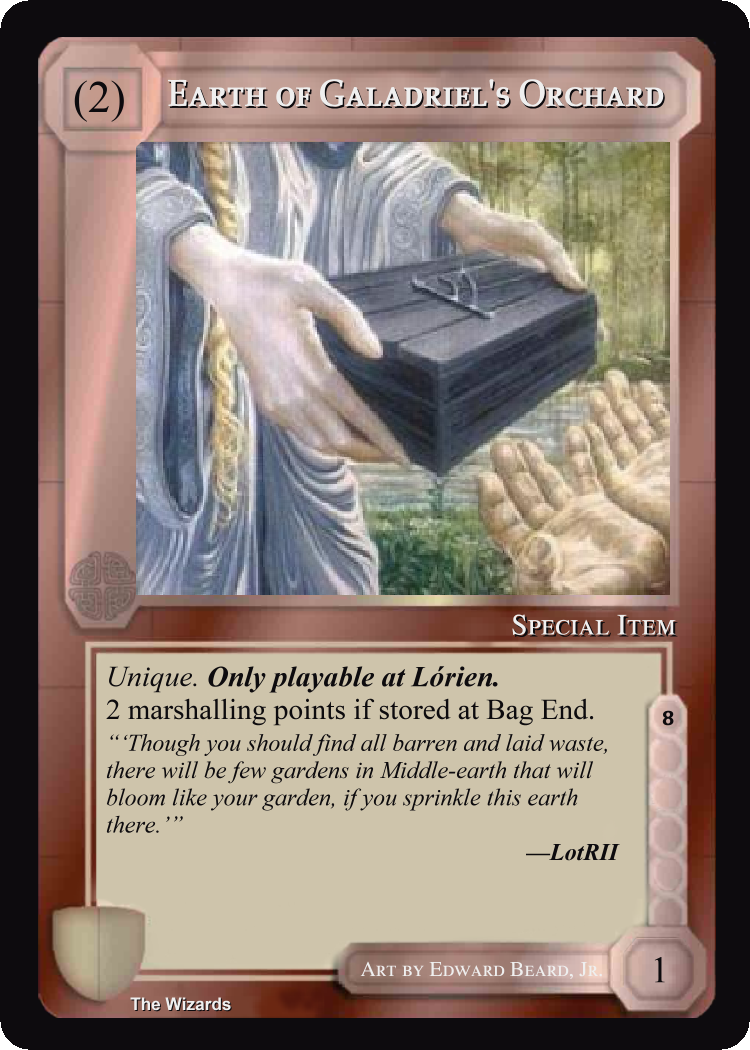 (2)
Earth of Galadriel's Orchard
Special Item
Unique. Only playable at Lórien.
2 marshalling points if stored at Bag End.
“‘Though you should find all barren and laid waste,
there will be few gardens in Middle-earth that will
bloom like your garden, if you sprinkle this earth
there.’”
—LotRII
8
Art by Edward Beard, Jr.
1
The Wizards